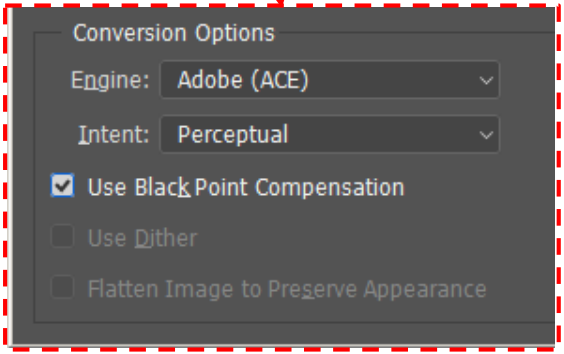 Conversion Options
Engine: Adobe (ACE)
Intent: Perceptual
Use Black Point Compensation
Use Dither
Flatten Image to Preserve Appearance